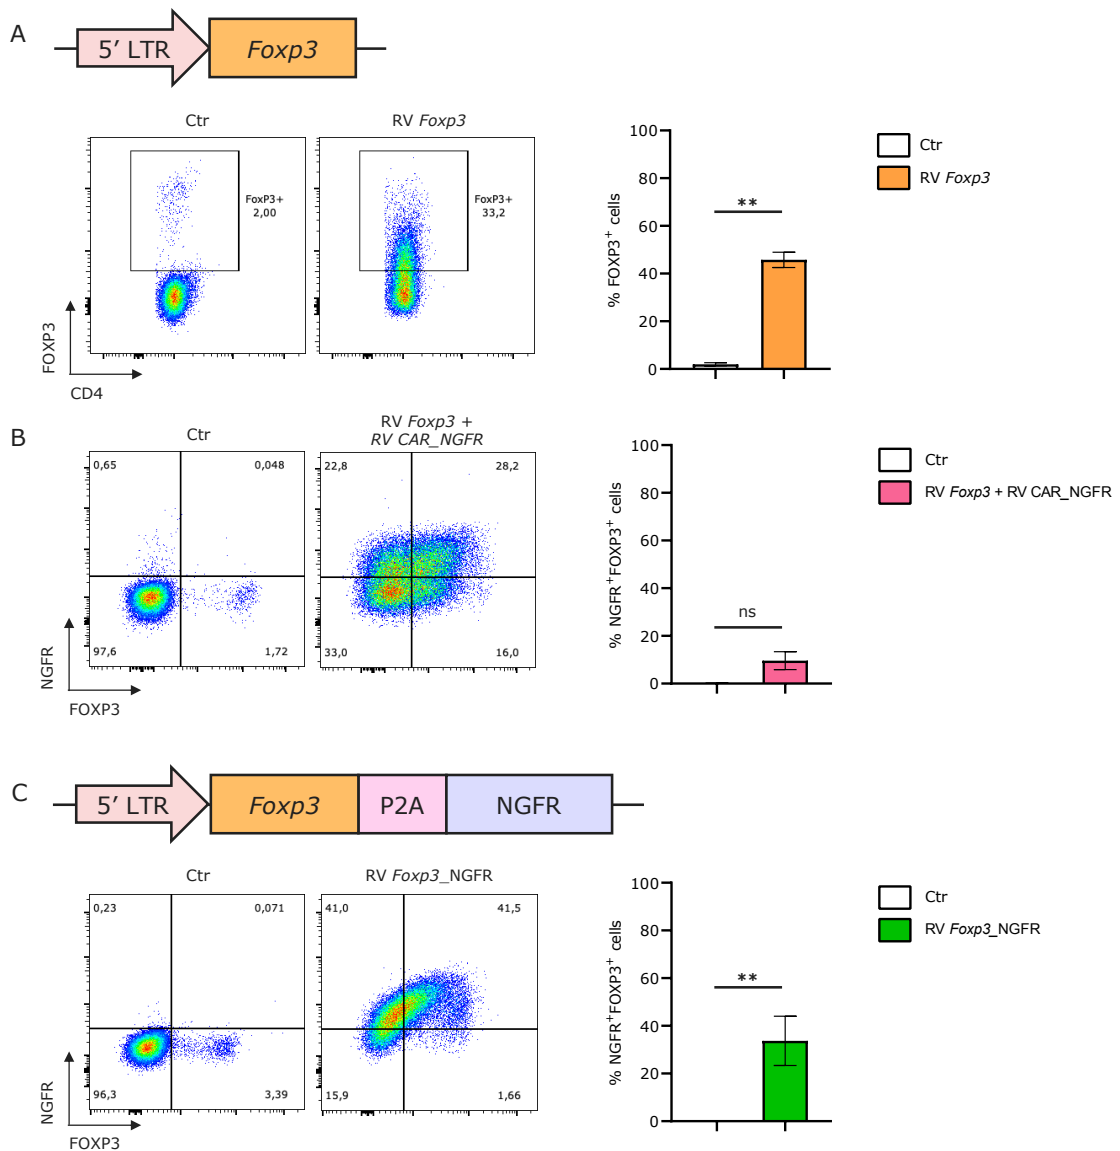 A
5′ LTR
Foxp3
Ctr
RV Foxp3
FoxP3+
2,00
FoxP3+
33,2
FOXP3
CD4
% FOXP3+ cells
100
80
60
40
20
0
**
Ctr
RV Foxp3
B
Ctr
RV Foxp3 +
RV CAR_NGFR
0,65
0,048
97,6
1,72
22,8
28,2
33,0
16,0
NGFR
FOXP3
% NGFR+FOXP3+ cells
100
80
60
40
20
0
ns
Ctr
RV Foxp3 + RV CAR_NGFR
C
5′ LTR
Foxp3
P2A
NGFR
Ctr
RV Foxp3_NGFR
0,23
0,071
96,3
3,39
41,0
41,5
15,9
1,66
NGFR
FOXP3
% NGFR+FOXP3+ cells
100
80
60
40
20
0
**
Ctr
RV Foxp3_NGFR